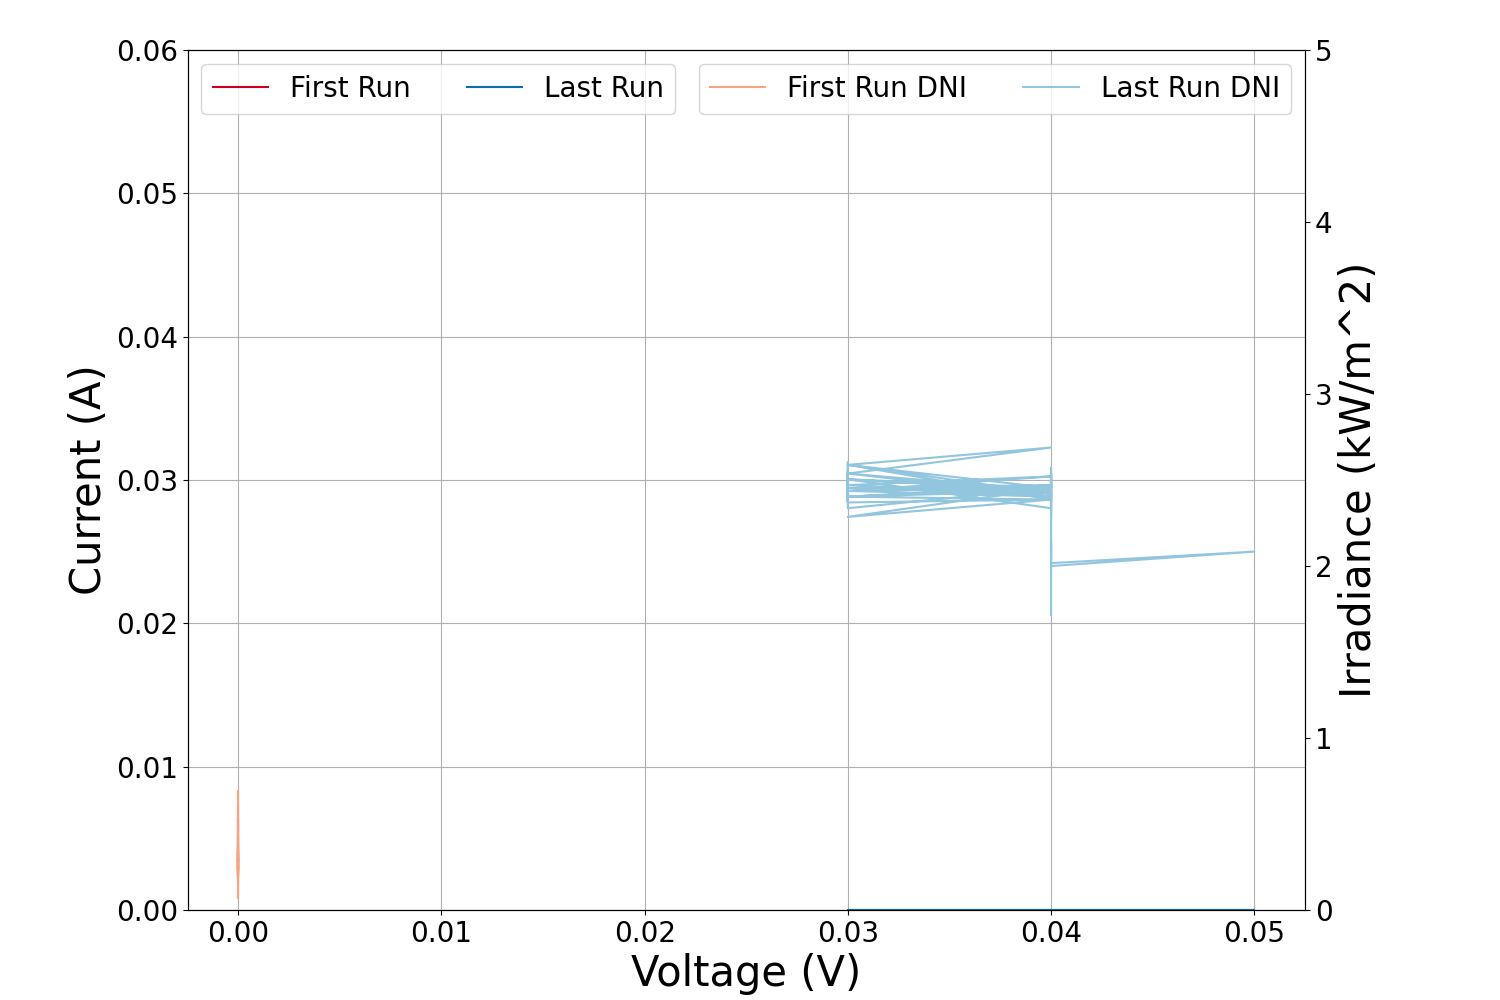 First Run
Last Run
First Run DNI
Last Run DNI
0.06
0.05
0.04
0.03
0.02
0.01
0.00
Current (A)
5
4
3
2
1
0
Irradiance (kW/m^2)
0.00
0.01
0.02
0.03
0.04
0.05
Voltage (V)